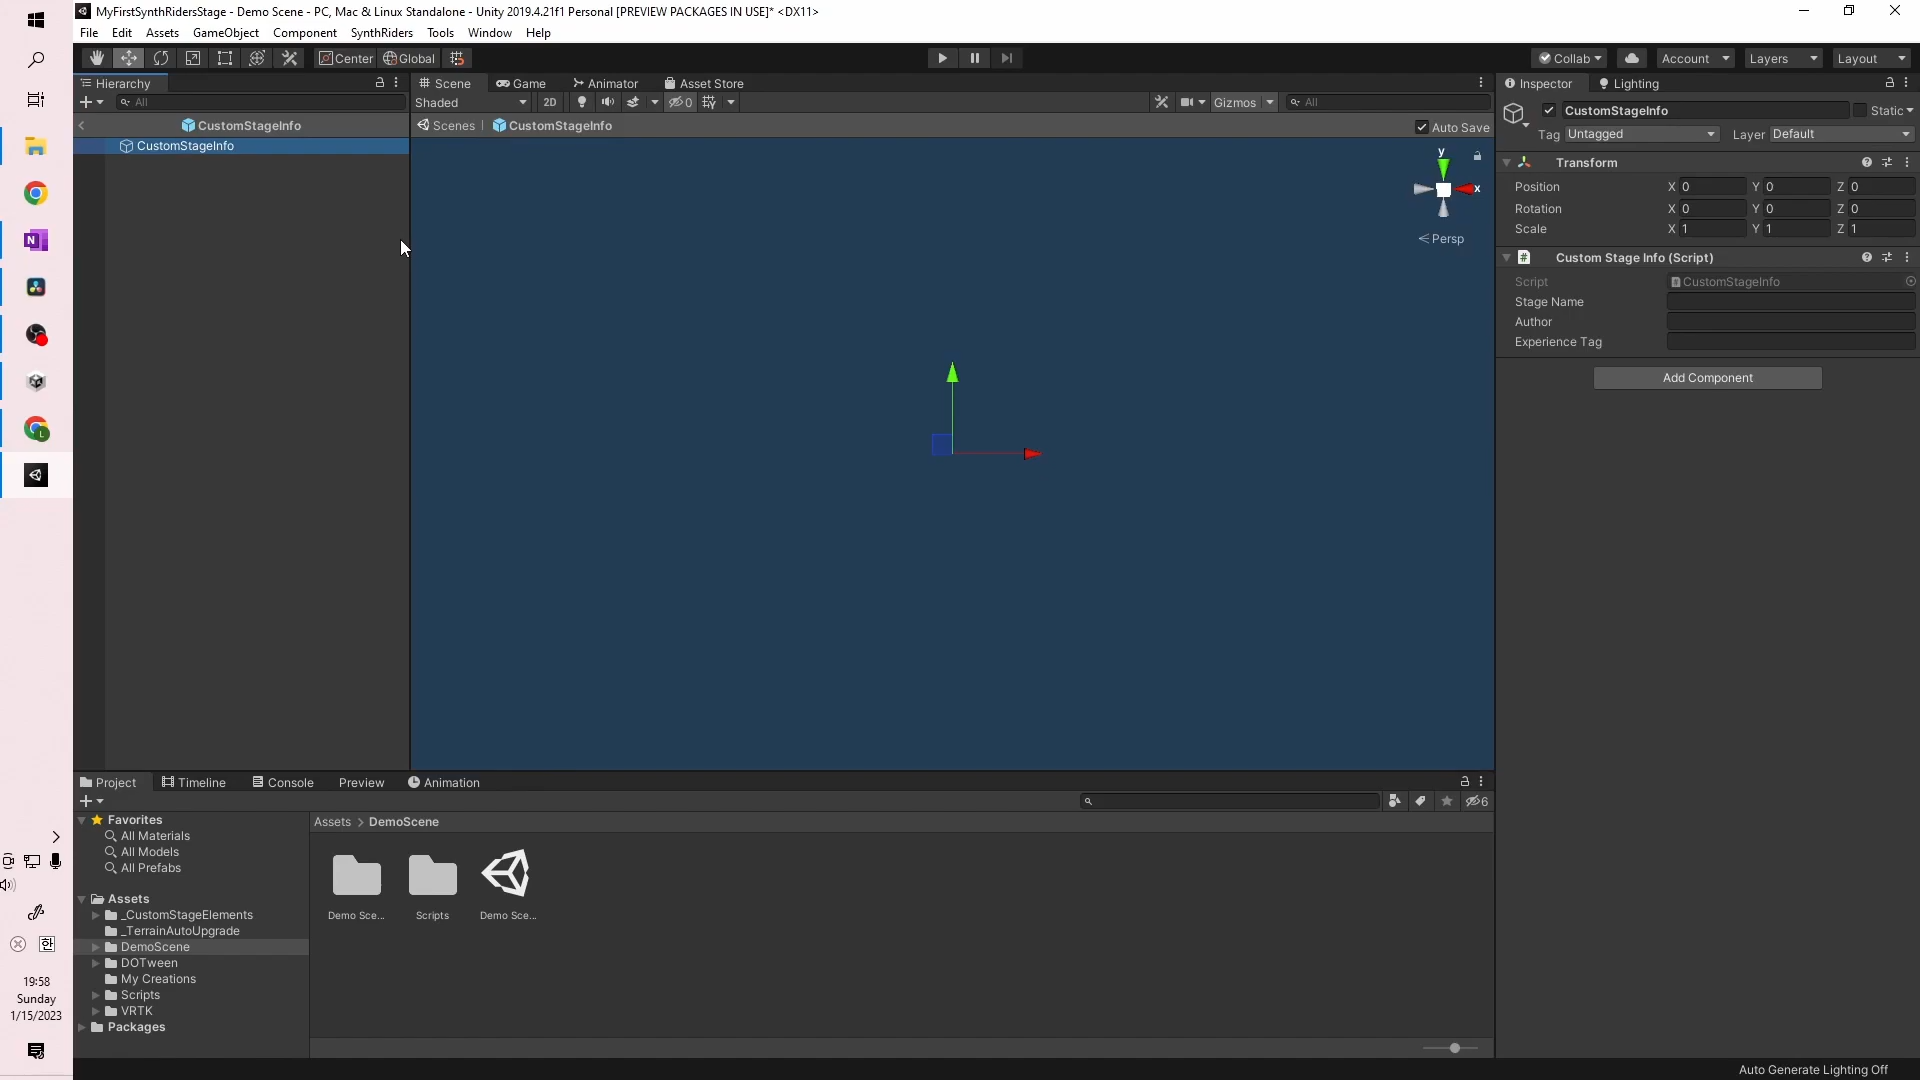 MyFirstSynthRidersStage - Demo Scene - PC, Mac & Linux Standalone - Unity 2019.4.21f1 Personal [PREVIEW PACKAGES IN USE]* <DX11>
File Edit Assets GameObject Component SynthRiders Tools Window Help
Center Global Collab Account Layers Layout
Hierarchy
All
CustomStageInfo
CustomStageInfo
Scene Game Animator Asset Store
Shaded 2D 0 Gizmos All
Scenes | CustomStageInfo Auto Save
y
x
Persp
Inspector Lighting
CustomStageInfo Static
Tag Untagged Layer Default
Transform
Position X 0 Y 0 Z 0
Rotation X 0 Y 0 Z 0
Scale X 1 Y 1 Z 1
# Custom Stage Info (Script)
Script CustomStageInfo
Stage Name
Author
Experience Tag
Add Component
Project Timeline Console Preview Animation
6
Favorites
All Materials
All Models
All Prefabs
Assets
_CustomStageElements
_TerrainAutoUpgrade
DemoScene
DOTween
My Creations
Scripts
VRTK
Packages
Assets > DemoScene
Demo Sce... Scripts Demo Sce...
한
19:58
Sunday
1/15/2023
Auto Generate Lighting Off